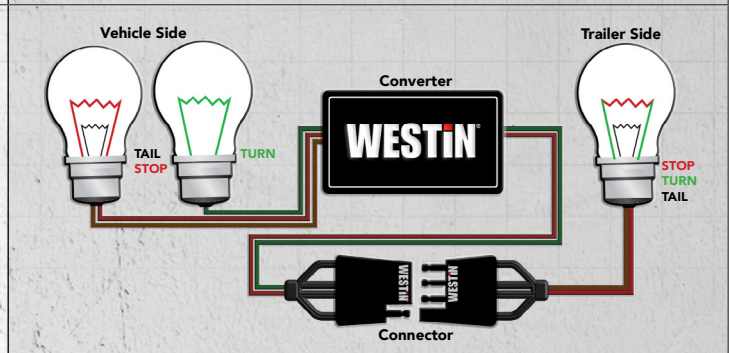 Vehicle Side
Trailer Side
Converter
TAIL
STOP
TURN
WESTiN®
STOP
TURN
TAIL
WESTiN
WESTiN
Connector